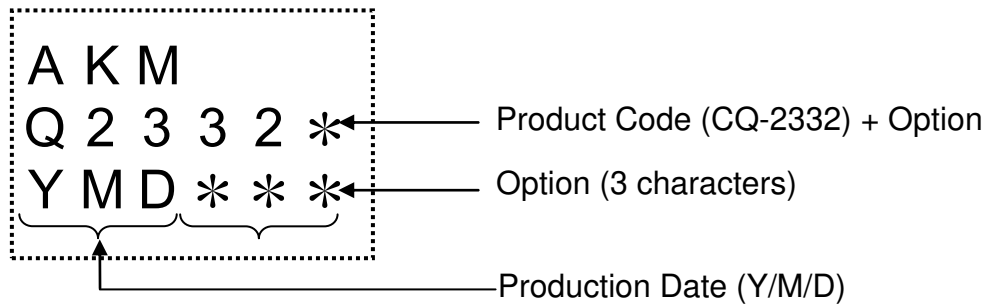 A K M
Q 2 3 3 2 * Product Code (CQ-2332) + Option
Y M D * * * Option (3 characters)
Production Date (Y/M/D)